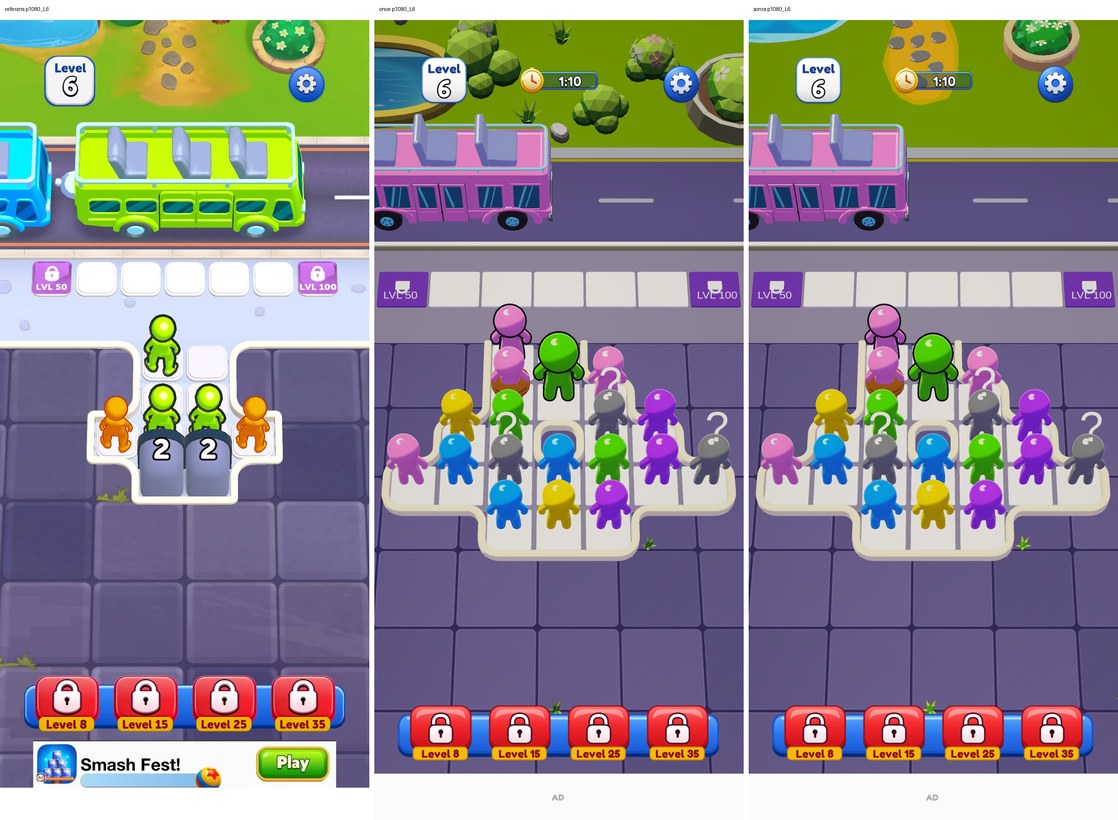 referans p1080_L6
Level
6
LVL 50
LVL 100
2
2
Level 8
Level 15
Level 25
Level 35
Smash Fest!
Play
once p1080_L6
Level
6
1:10
LVL 50
LVL 100
?
?
?
Level 8
Level 15
Level 25
Level 35
AD
sonra p1080_L6
Level
6
1:10
LVL 50
LVL 100
?
?
?
Level 8
Level 15
Level 25
Level 35
AD